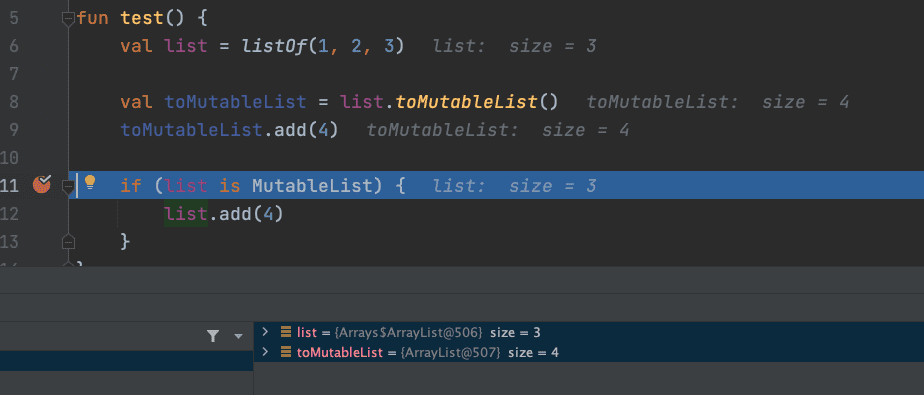 5 fun test() {
6 val list = listOf(1, 2, 3) list: size = 3
7
8 val toMutableList = list.toMutableList() toMutableList: size = 4
9 toMutableList.add(4) toMutableList: size = 4
10
11 if (list is MutableList) { list: size = 3
12 list.add(4)
13 }
list = {Arrays$ArrayList@506} size = 3
toMutableList = {ArrayList@507} size = 4